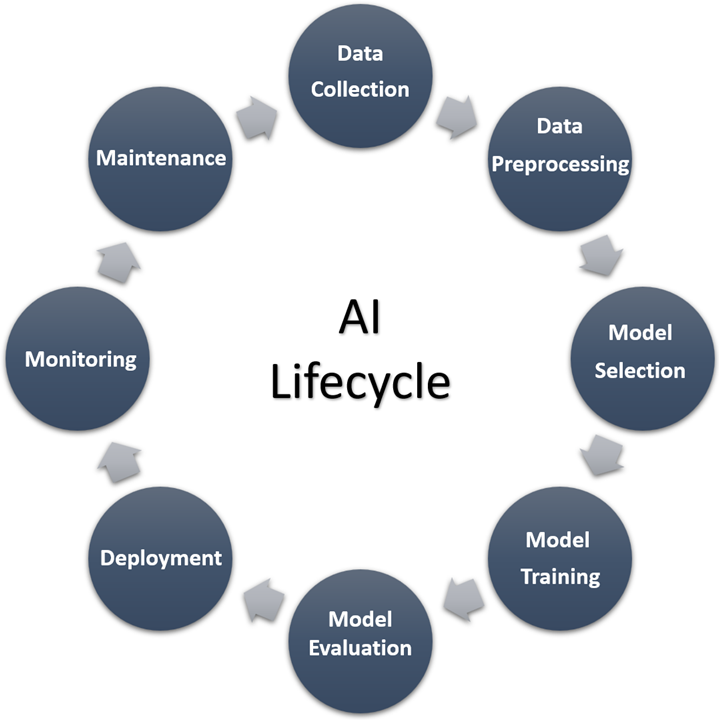 Data
Collection
Data
Preprocessing
Model
Selection
Model
Training
Model
Evaluation
Deployment
Monitoring
Maintenance
AI
Lifecycle